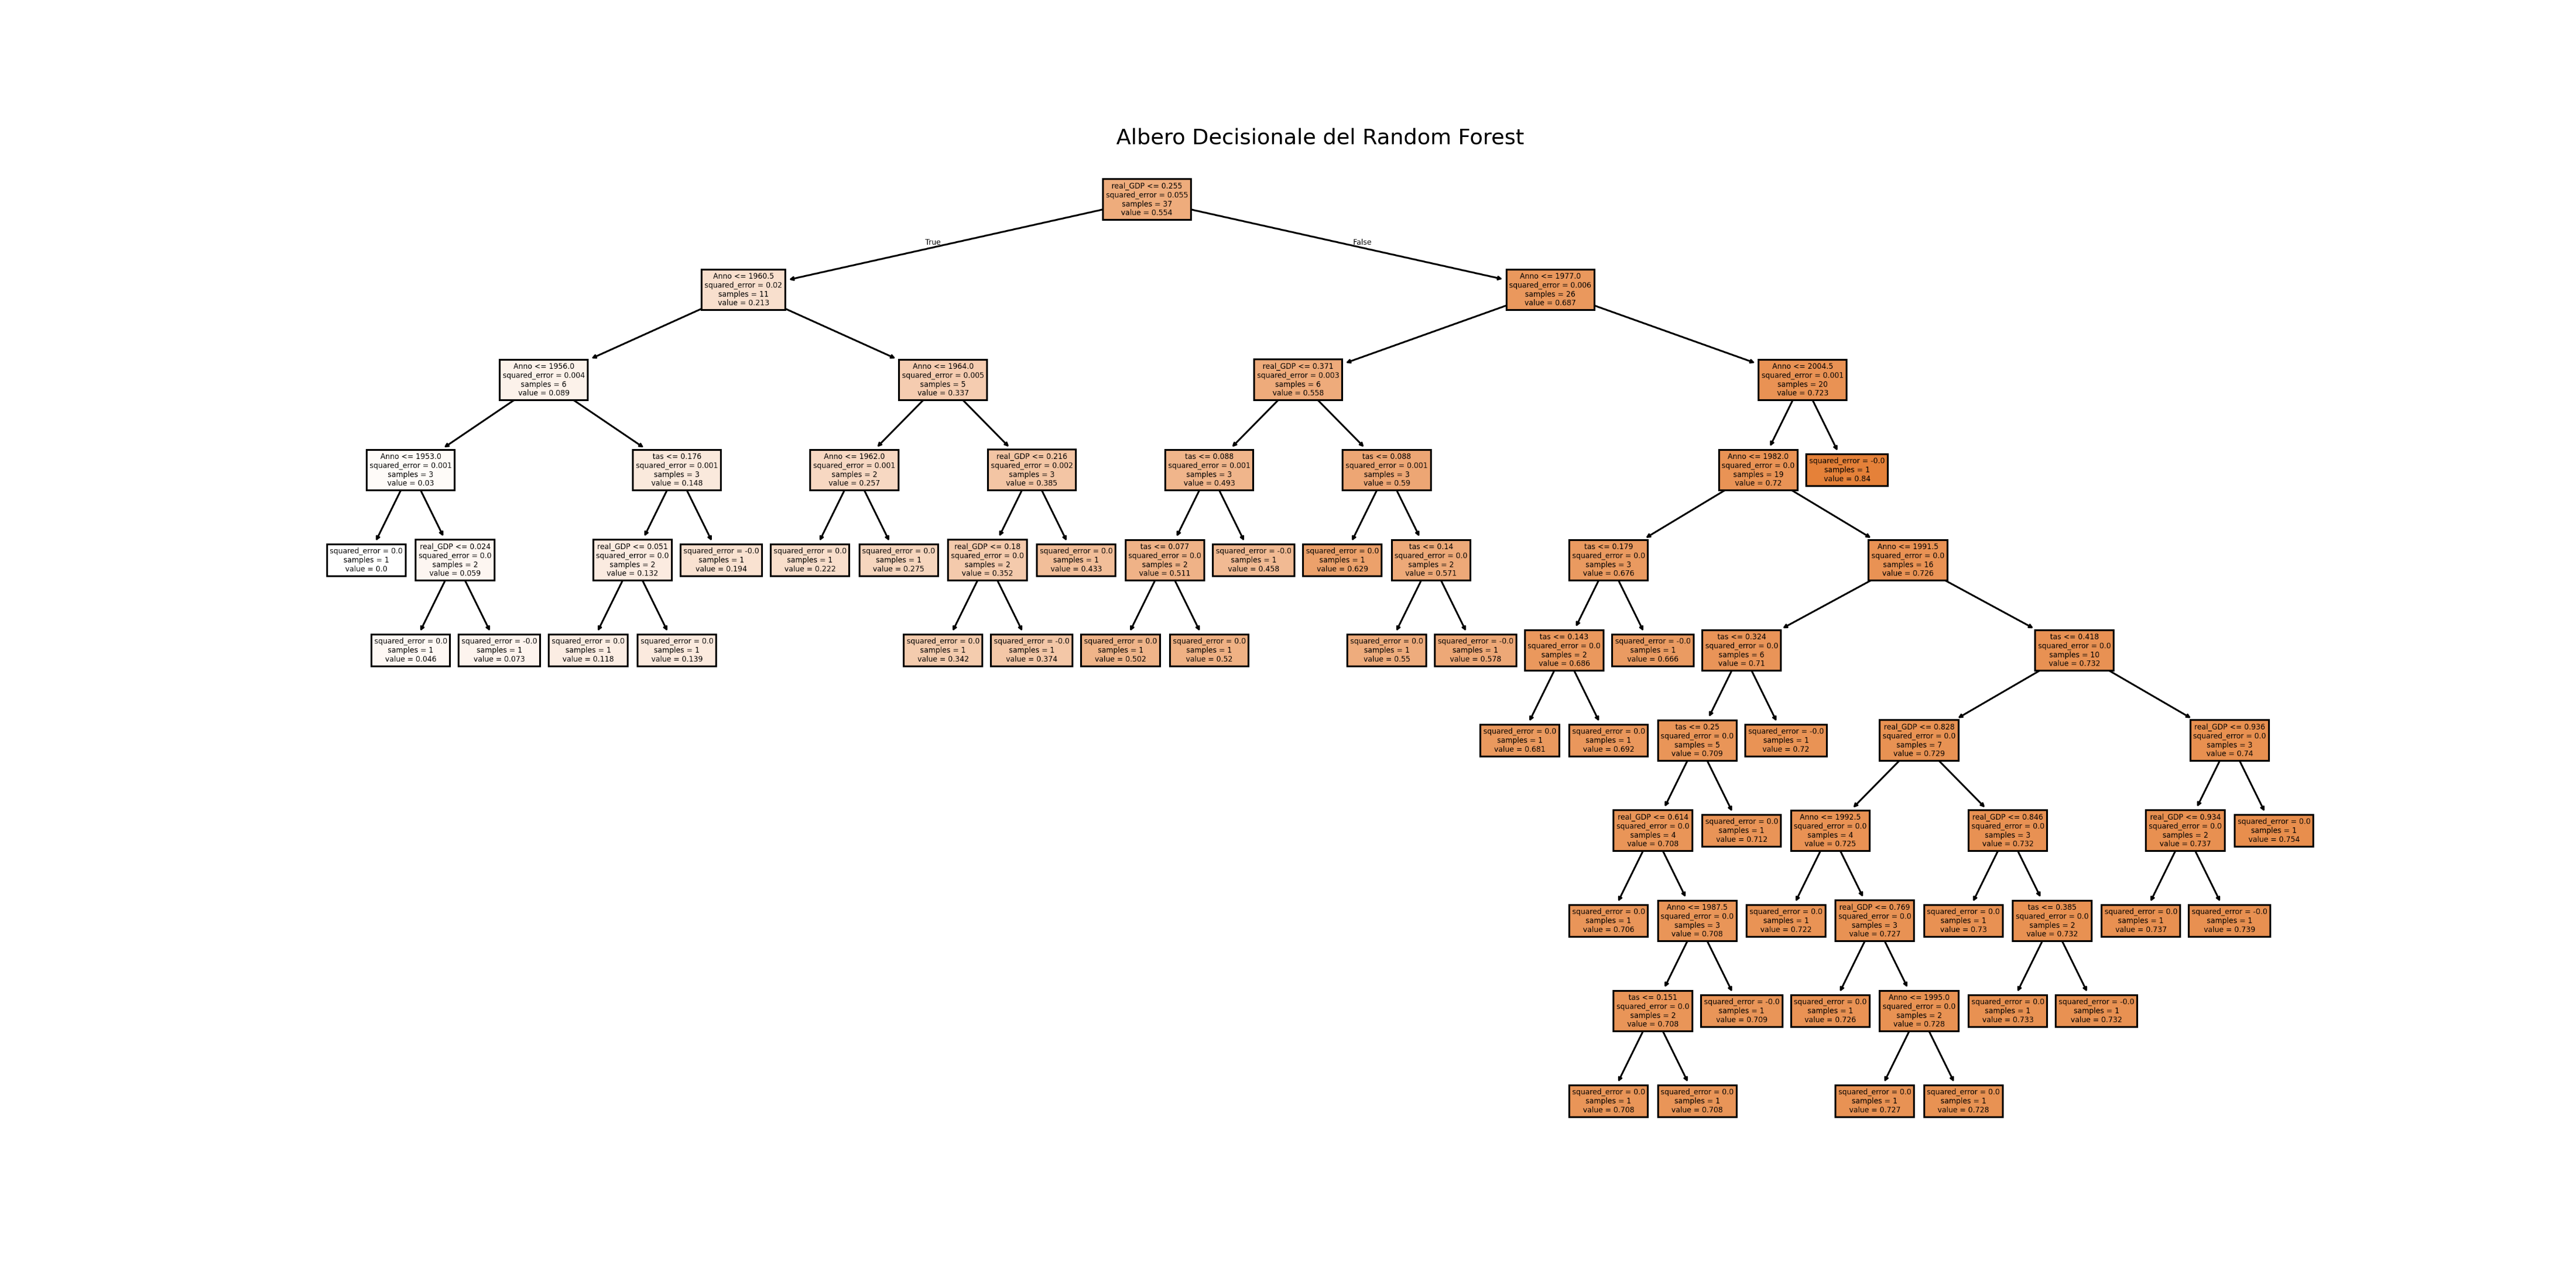 Albero Decisionale del Random Forest
real_GDP <= 0.255
squared_error = 0.055
samples = 37
value = 0.554
True
False
Anno <= 1960.5
squared_error = 0.02
samples = 11
value = 0.213
Anno <= 1977.0
squared_error = 0.006
samples = 26
value = 0.687
Anno <= 1956.0
squared_error = 0.004
samples = 6
value = 0.089
Anno <= 1964.0
squared_error = 0.005
samples = 5
value = 0.337
real_GDP <= 0.371
squared_error = 0.003
samples = 6
value = 0.558
Anno <= 2004.5
squared_error = 0.001
samples = 20
value = 0.723
Anno <= 1953.0
squared_error = 0.001
samples = 3
value = 0.03
tas <= 0.176
squared_error = 0.001
samples = 3
value = 0.148
Anno <= 1962.0
squared_error = 0.001
samples = 2
value = 0.257
real_GDP <= 0.216
squared_error = 0.002
samples = 3
value = 0.385
tas <= 0.088
squared_error = 0.001
samples = 3
value = 0.493
tas <= 0.088
squared_error = 0.001
samples = 3
value = 0.59
Anno <= 1982.0
squared_error = 0.0
samples = 19
value = 0.72
squared_error = -0.0
samples = 1
value = 0.84
squared_error = 0.0
samples = 1
value = 0.0
real_GDP <= 0.024
squared_error = 0.0
samples = 2
value = 0.059
real_GDP <= 0.051
squared_error = 0.0
samples = 2
value = 0.132
squared_error = -0.0
samples = 1
value = 0.194
squared_error = 0.0
samples = 1
value = 0.222
squared_error = 0.0
samples = 1
value = 0.275
real_GDP <= 0.18
squared_error = 0.0
samples = 2
value = 0.352
squared_error = 0.0
samples = 1
value = 0.433
tas <= 0.077
squared_error = 0.0
samples = 2
value = 0.511
squared_error = -0.0
samples = 1
value = 0.458
squared_error = 0.0
samples = 1
value = 0.629
tas <= 0.14
squared_error = 0.0
samples = 2
value = 0.571
tas <= 0.179
squared_error = 0.0
samples = 3
value = 0.676
Anno <= 1991.5
squared_error = 0.0
samples = 16
value = 0.726
squared_error = 0.0
samples = 1
value = 0.046
squared_error = -0.0
samples = 1
value = 0.073
squared_error = 0.0
samples = 1
value = 0.118
squared_error = 0.0
samples = 1
value = 0.139
squared_error = 0.0
samples = 1
value = 0.342
squared_error = -0.0
samples = 1
value = 0.374
squared_error = 0.0
samples = 1
value = 0.502
squared_error = 0.0
samples = 1
value = 0.52
squared_error = 0.0
samples = 1
value = 0.55
squared_error = -0.0
samples = 1
value = 0.578
tas <= 0.143
squared_error = 0.0
samples = 2
value = 0.686
squared_error = -0.0
samples = 1
value = 0.666
tas <= 0.324
squared_error = 0.0
samples = 6
value = 0.71
tas <= 0.418
squared_error = 0.0
samples = 10
value = 0.732
squared_error = 0.0
samples = 1
value = 0.681
squared_error = 0.0
samples = 1
value = 0.692
tas <= 0.25
squared_error = 0.0
samples = 5
value = 0.709
squared_error = -0.0
samples = 1
value = 0.72
real_GDP <= 0.828
squared_error = 0.0
samples = 7
value = 0.729
real_GDP <= 0.936
squared_error = 0.0
samples = 3
value = 0.74
real_GDP <= 0.614
squared_error = 0.0
samples = 4
value = 0.708
squared_error = 0.0
samples = 1
value = 0.712
Anno <= 1992.5
squared_error = 0.0
samples = 4
value = 0.725
real_GDP <= 0.846
squared_error = 0.0
samples = 3
value = 0.732
real_GDP <= 0.934
squared_error = 0.0
samples = 2
value = 0.737
squared_error = 0.0
samples = 1
value = 0.754
squared_error = 0.0
samples = 1
value = 0.706
Anno <= 1987.5
squared_error = 0.0
samples = 3
value = 0.708
squared_error = 0.0
samples = 1
value = 0.722
real_GDP <= 0.769
squared_error = 0.0
samples = 3
value = 0.727
squared_error = 0.0
samples = 1
value = 0.73
tas <= 0.385
squared_error = 0.0
samples = 2
value = 0.732
squared_error = 0.0
samples = 1
value = 0.737
squared_error = -0.0
samples = 1
value = 0.739
tas <= 0.151
squared_error = 0.0
samples = 2
value = 0.708
squared_error = -0.0
samples = 1
value = 0.709
squared_error = 0.0
samples = 1
value = 0.726
Anno <= 1995.0
squared_error = 0.0
samples = 2
value = 0.728
squared_error = 0.0
samples = 1
value = 0.733
squared_error = -0.0
samples = 1
value = 0.732
squared_error = 0.0
samples = 1
value = 0.708
squared_error = 0.0
samples = 1
value = 0.708
squared_error = 0.0
samples = 1
value = 0.727
squared_error = 0.0
samples = 1
value = 0.728